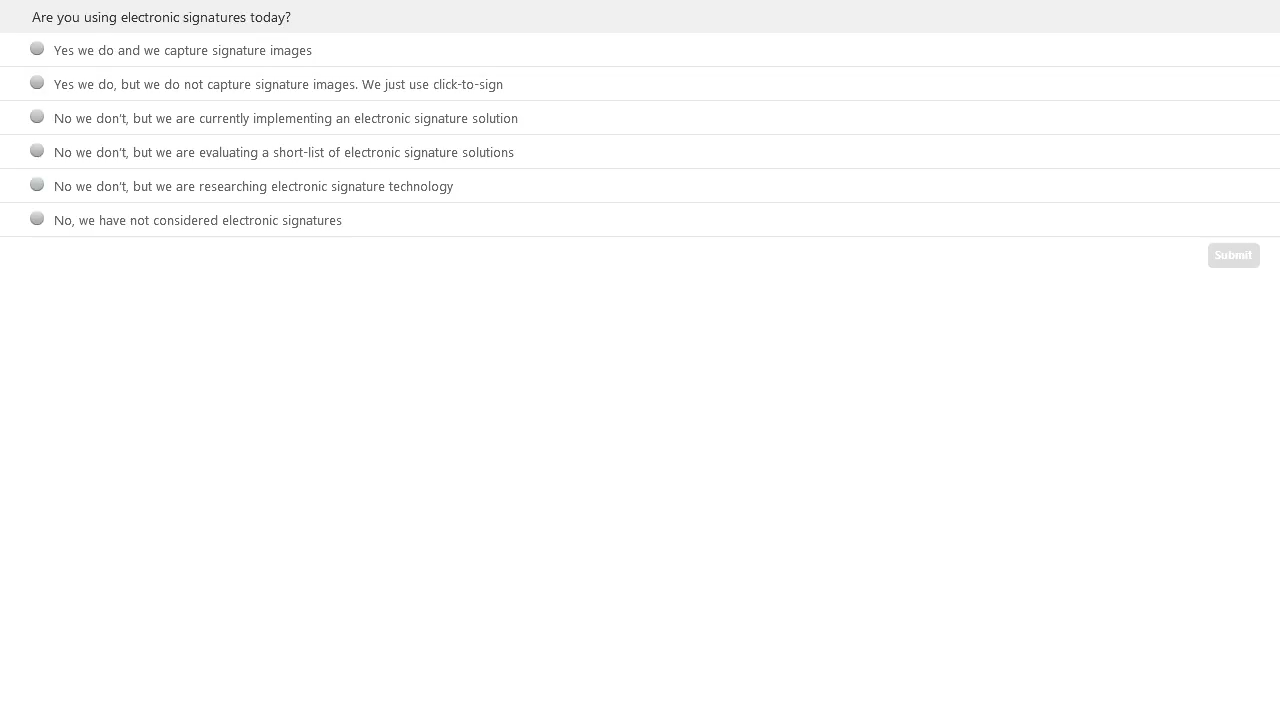 Are you using electronic signatures today?
Yes we do and we capture signature images
Yes we do, but we do not capture signature images. We just use click-to-sign
No we don't, but we are currently implementing an electronic signature solution
No we don't, but we are evaluating a short-list of electronic signature solutions
No we don't, but we are researching electronic signature technology
No, we have not considered electronic signatures
Submit